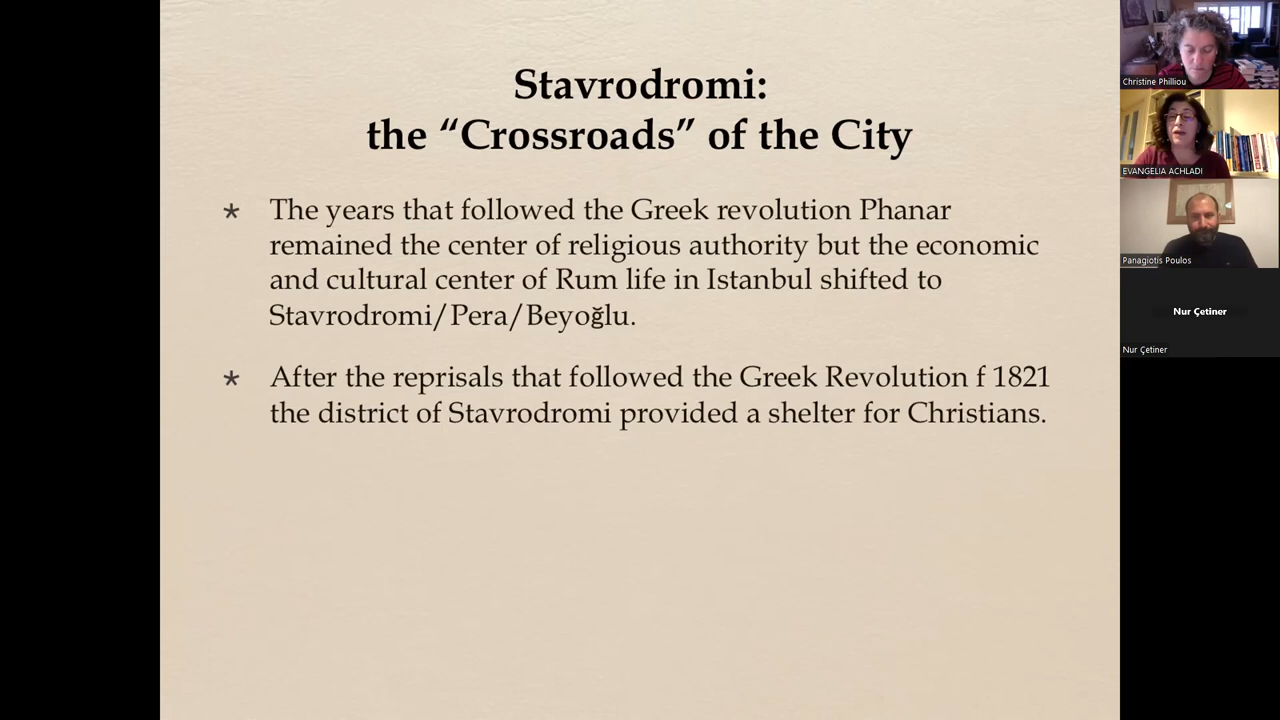 Stavrodromi:
the “Crossroads” of the City
* The years that followed the Greek revolution Phanar
remained the center of religious authority but the economic
and cultural center of Rum life in Istanbul shifted to
Stavrodromi/Pera/Beyoğlu.
* After the reprisals that followed the Greek Revolution f 1821
the district of Stavrodromi provided a shelter for Christians.
Christine Philliou
EVANGELIA ACHLADI
Panagiotis Poulos
Nur Çetiner
Nur Çetiner